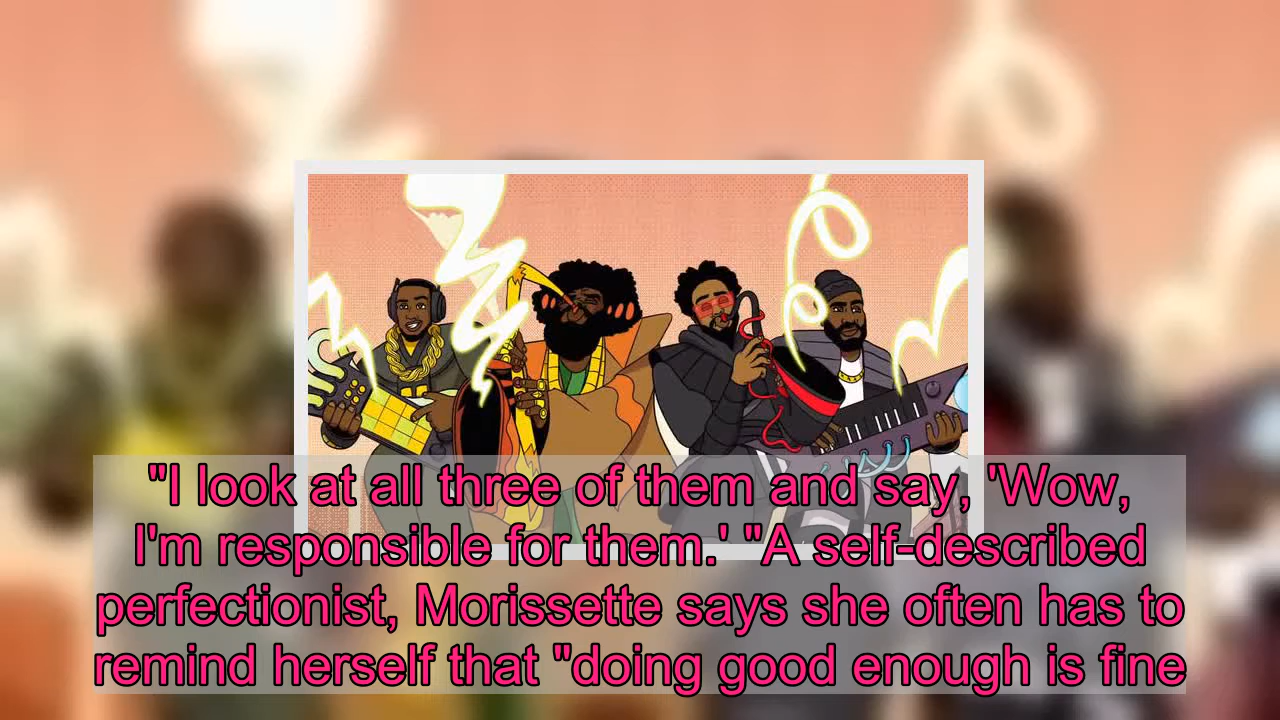 "I look at all three of them and say, 'Wow,
I'm responsible for them.' "A self-described
perfectionist, Morissette says she often has to
remind herself that "doing good enough is fine